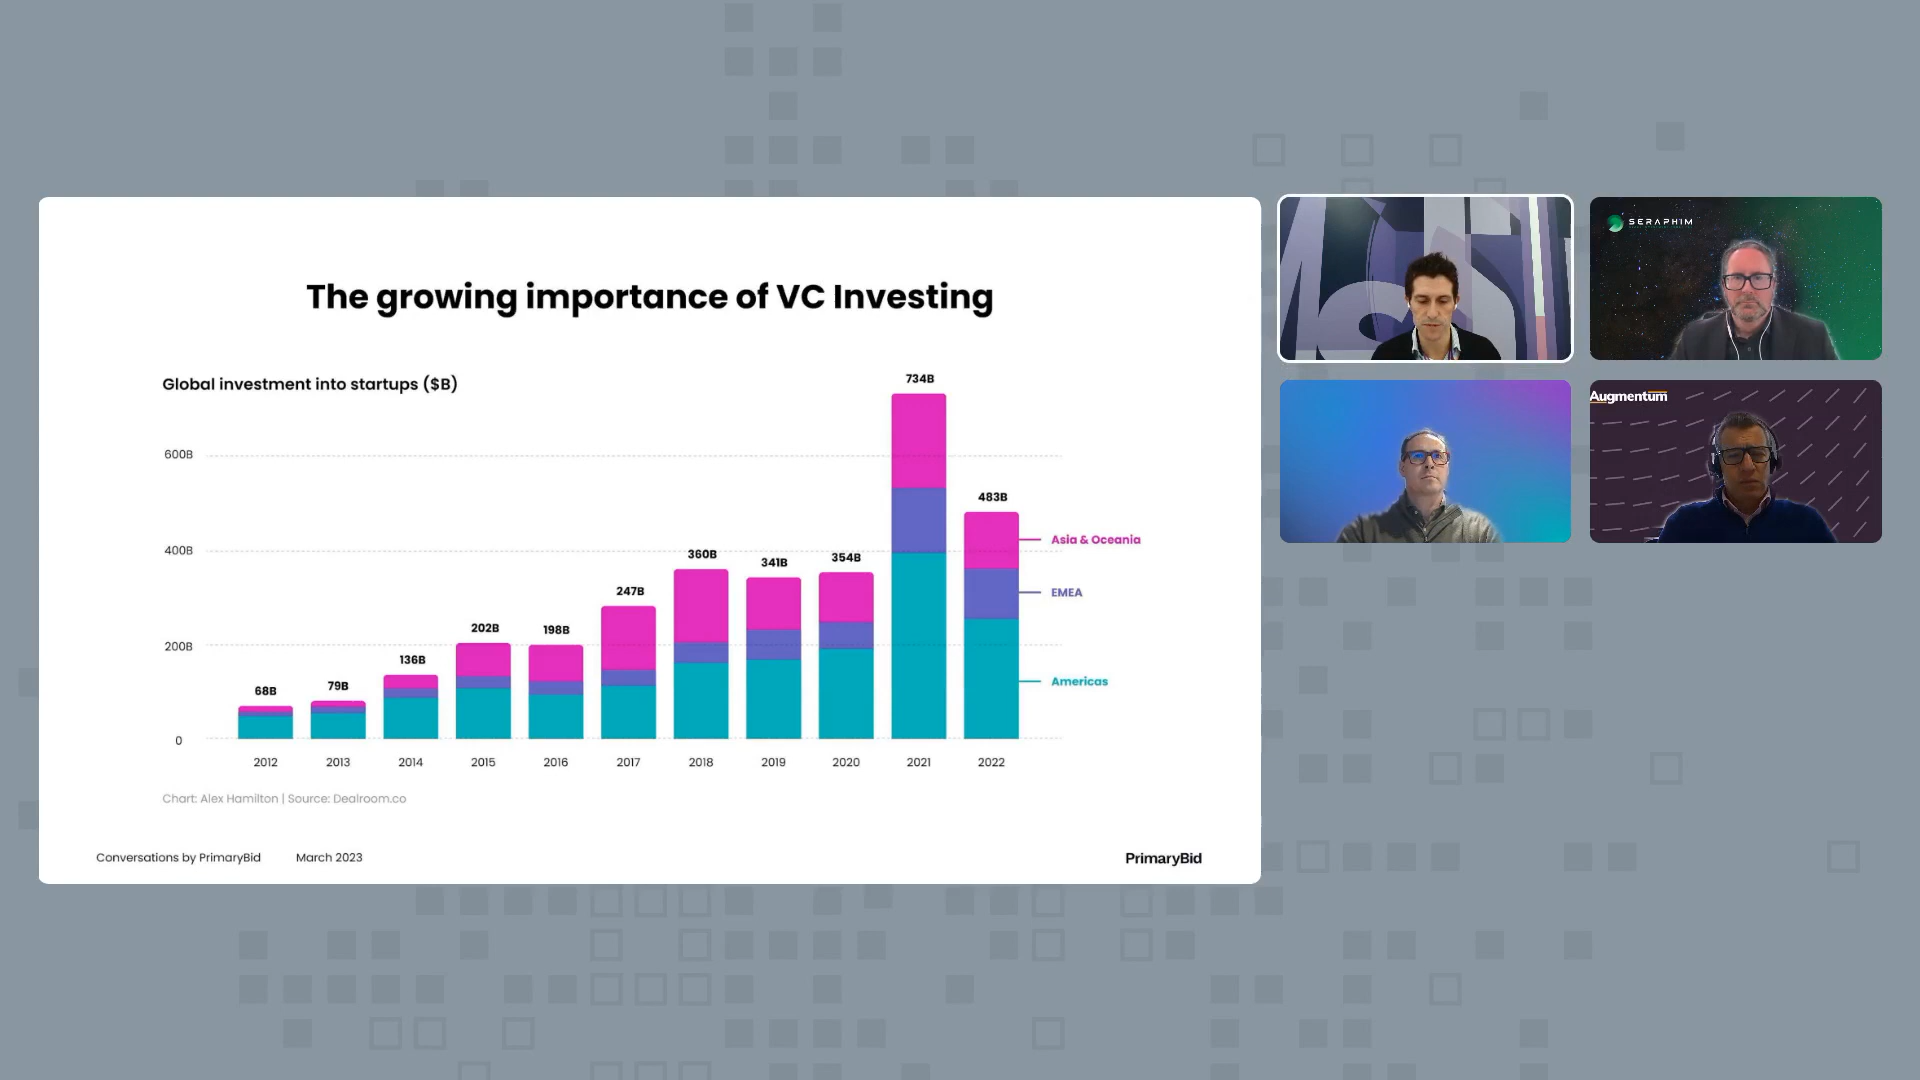 The growing importance of VC Investing
Global investment into startups ($B)
734B
600B
483B
Asia & Oceania
400B
360B
341B
354B
EMEA
247B
202B
198B
200B
136B
Americas
68B
79B
0
2012 2013 2014 2015 2016 2017 2018 2019 2020 2021 2022
Chart: Alex Hamilton | Source: Dealroom.co
Conversations by PrimaryBid March 2023 PrimaryBid
SERAPHIM
Augmentum